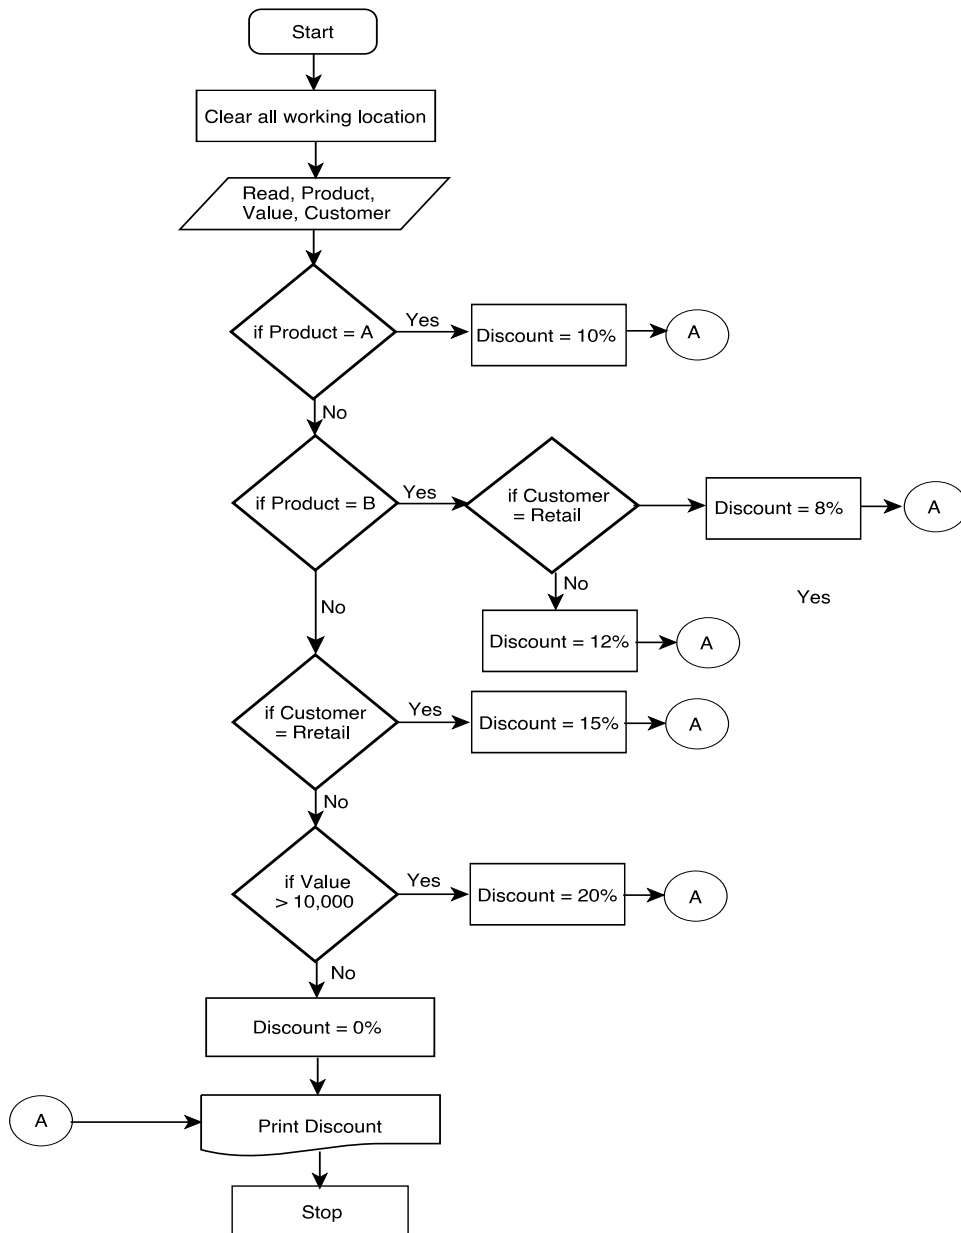 Start
Clear all working location
Read, Product,
Value, Customer
if Product = A
Yes
Discount = 10%
A
No
if Product = B
Yes
if Customer
= Retail
Discount = 8%
A
No
Yes
No
Discount = 12%
A
if Customer
= Rretail
Yes
Discount = 15%
A
No
if Value
> 10,000
Yes
Discount = 20%
A
No
Discount = 0%
A
Print Discount
Stop